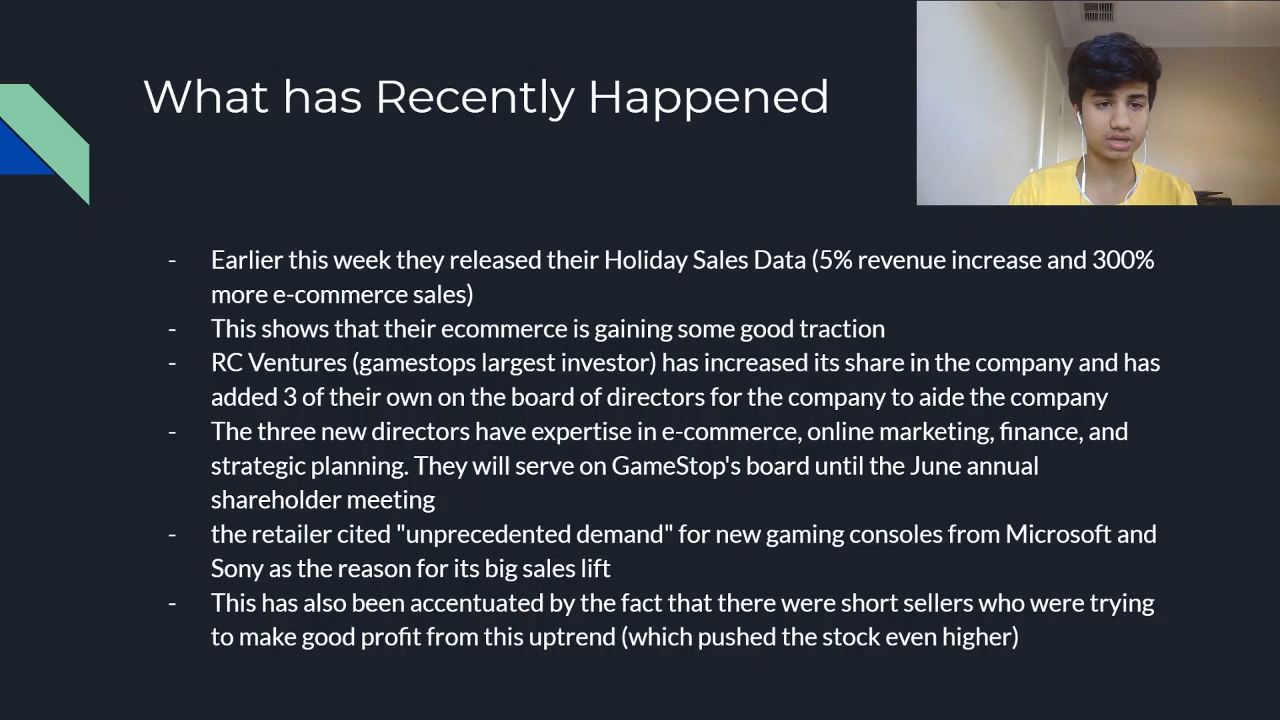 What has Recently Happened
- Earlier this week they released their Holiday Sales Data (5% revenue increase and 300%
more e-commerce sales)
- This shows that their ecommerce is gaining some good traction
- RC Ventures (gamestops largest investor) has increased its share in the company and has
added 3 of their own on the board of directors for the company to aide the company
- The three new directors have expertise in e-commerce, online marketing, finance, and
strategic planning. They will serve on GameStop's board until the June annual
shareholder meeting
- the retailer cited "unprecedented demand" for new gaming consoles from Microsoft and
Sony as the reason for its big sales lift
- This has also been accentuated by the fact that there were short sellers who were trying
to make good profit from this uptrend (which pushed the stock even higher)